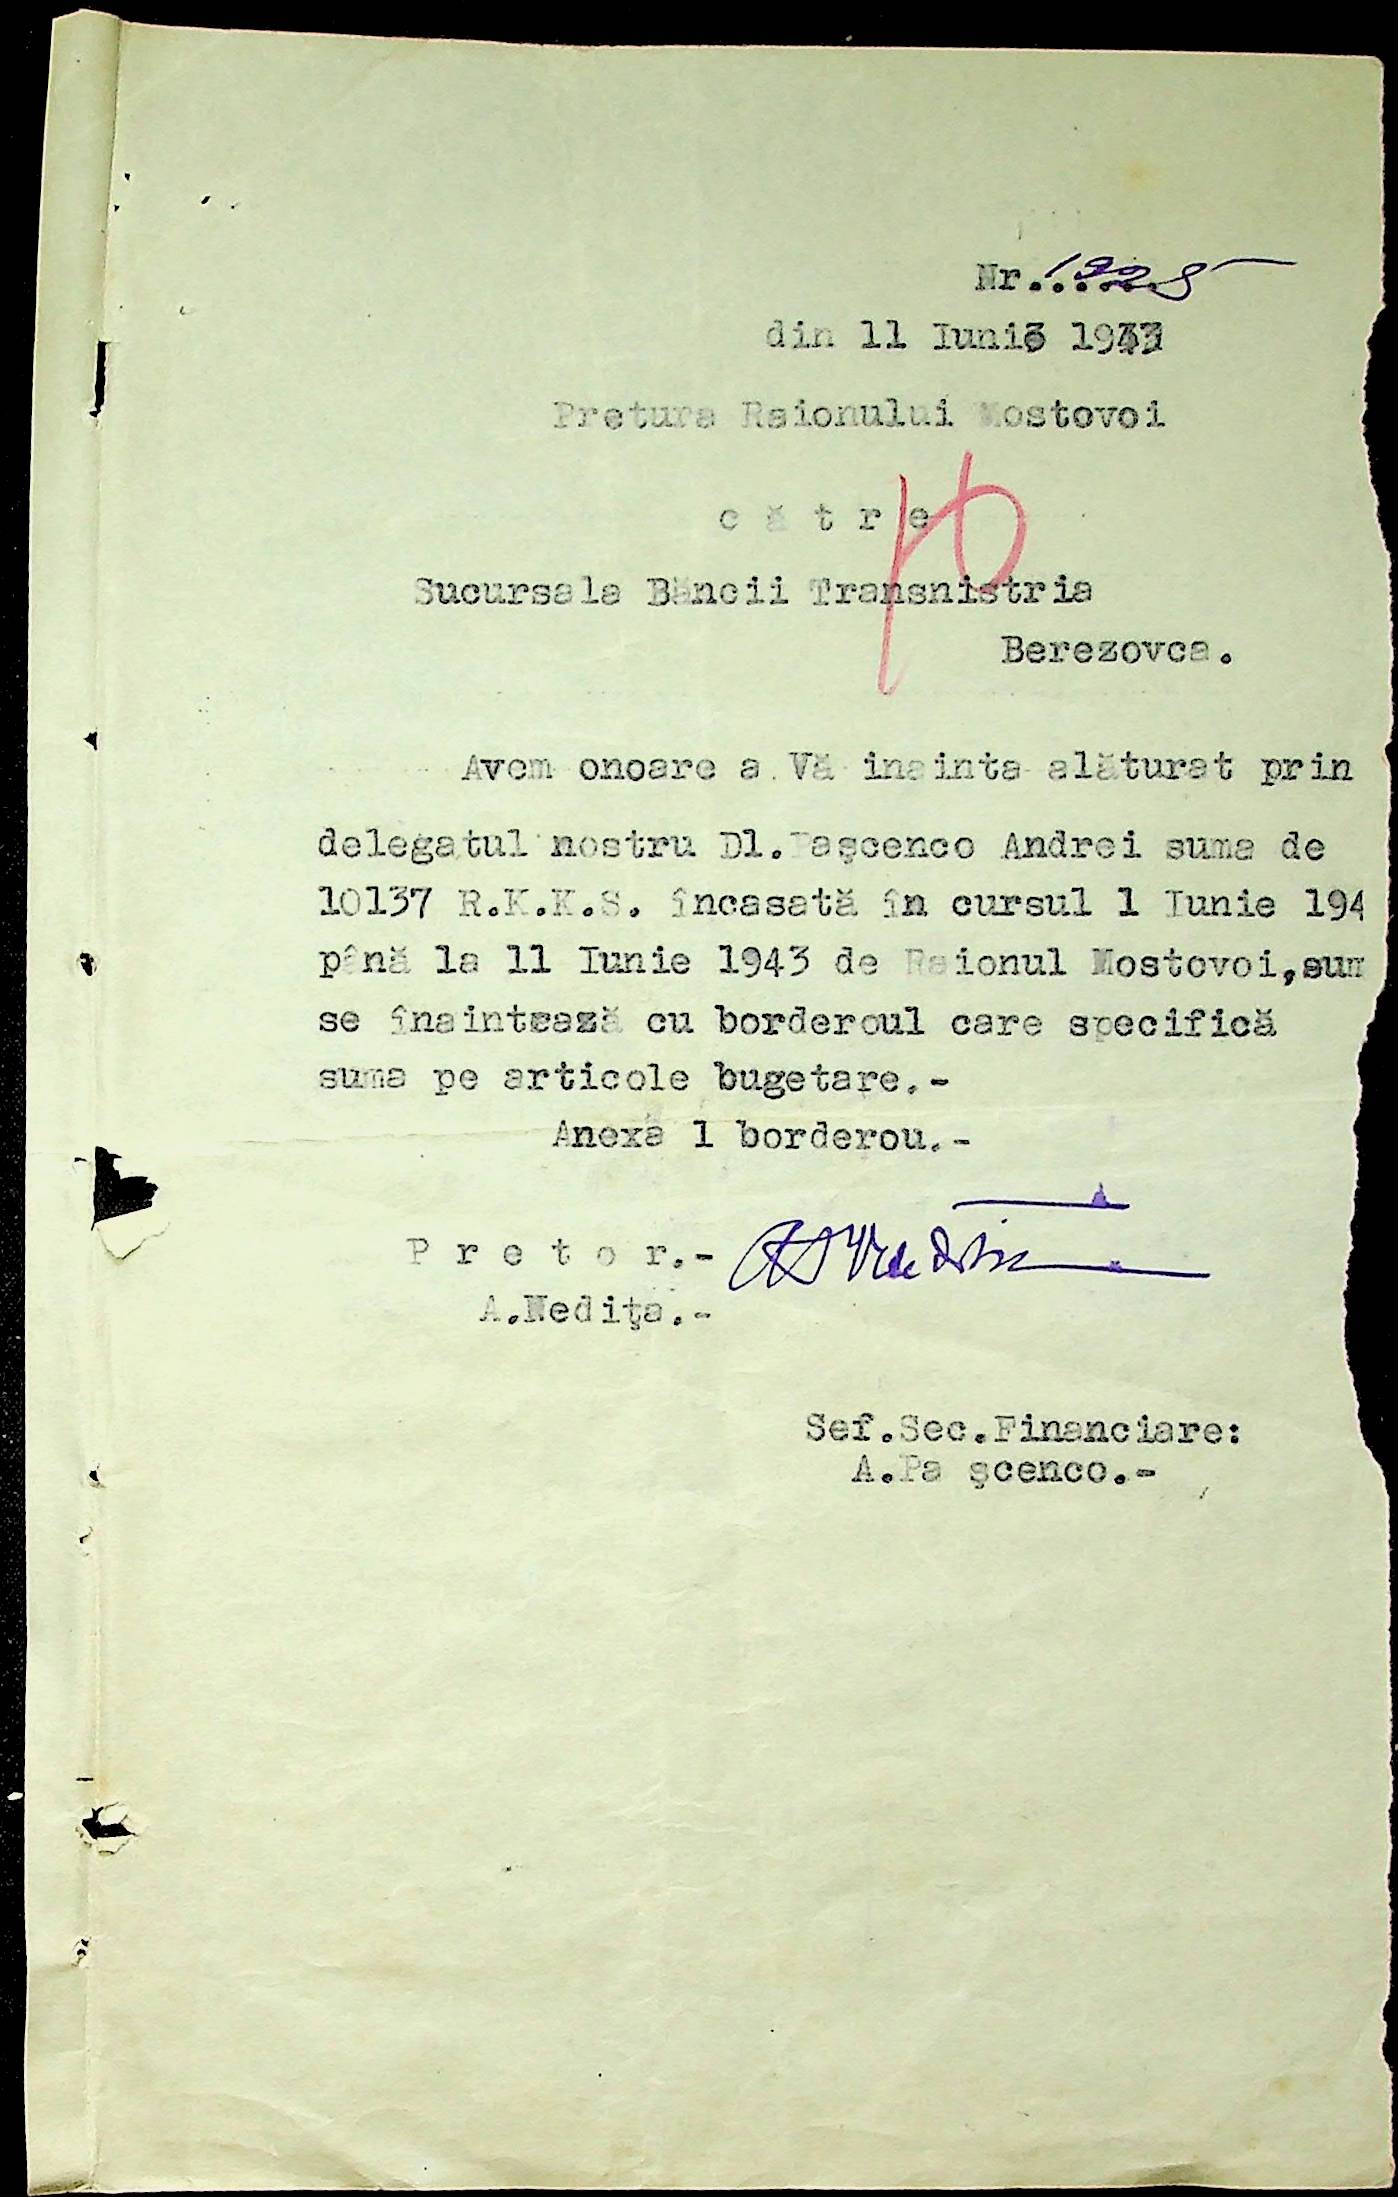 Nr.
din 11 Iunie 1943
Pretura Raionului Mostovoi
c ă t r e
Sucursala Băncii Transnistria
Berezovca.
Avem onoare a Vă inainta alăturat prin
delegatul nostru Dl.Paşcenco Andrei suma de
10137 R.K.K.S. încasată în cursul 1 Iunie 194
până la 11 Iunie 1943 de Raionul Mostovoi,sum
se înaintează cu borderoul care specifică
suma pe articole bugetare.-
Anexă 1 borderou.-
P r e t o r.-
A.Nediţa.-
Sef.Sec.Financiare:
A.Pa şcenco.-